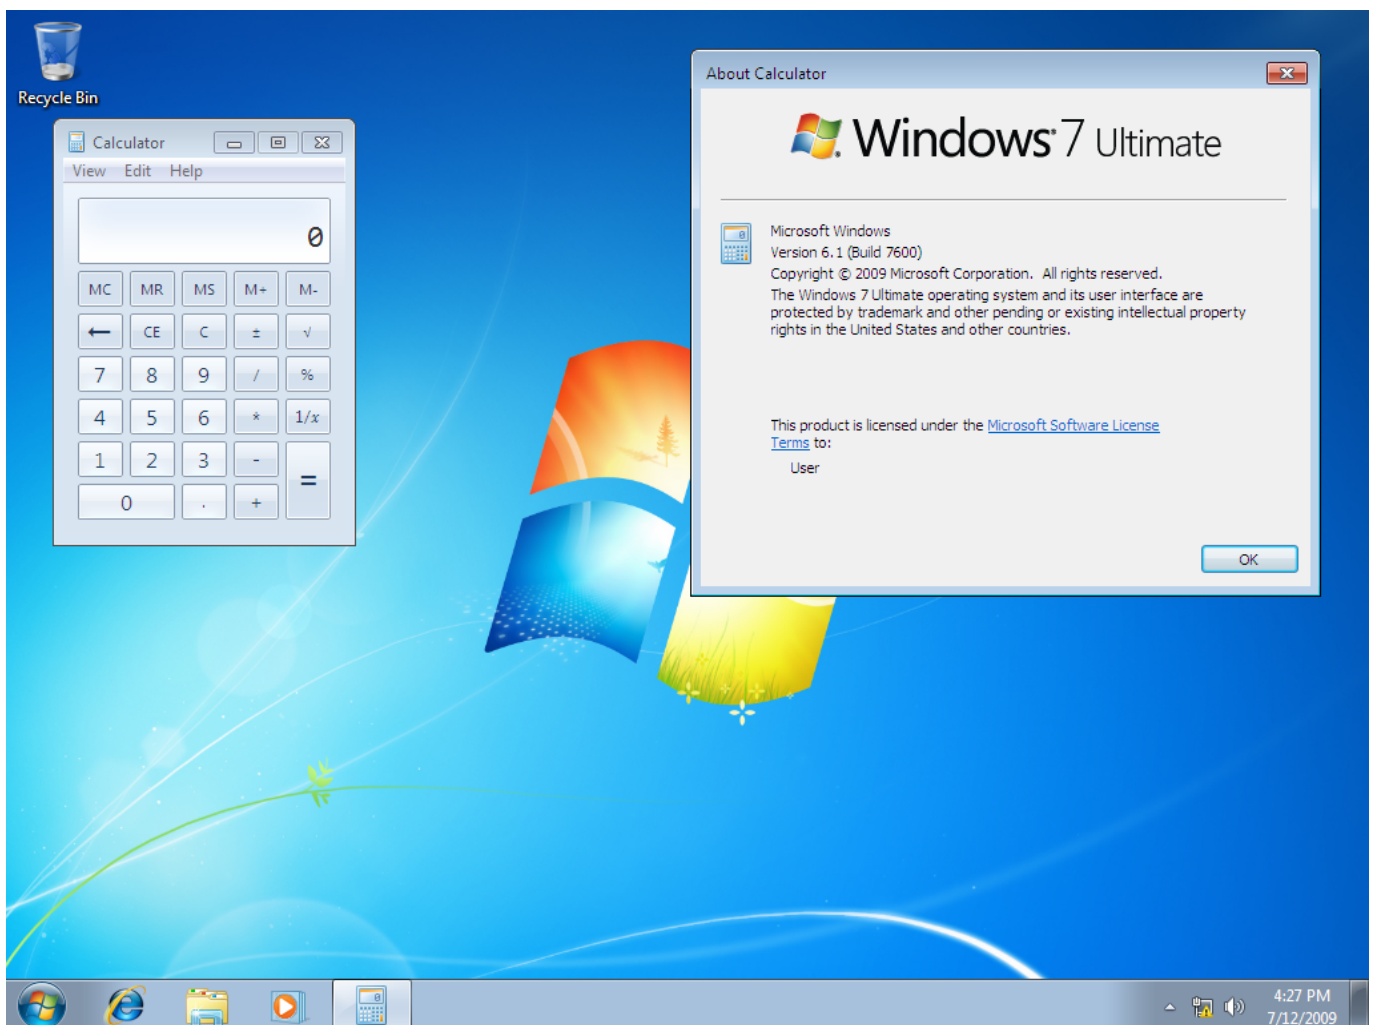 Recycle Bin
Calculator
View Edit Help
0
MC MR MS M+ M-
← CE C ± √
7 8 9 / %
4 5 6 * 1/x
1 2 3 -
=
0 . +
About Calculator
Windows 7 Ultimate
Microsoft Windows
Version 6.1 (Build 7600)
Copyright © 2009 Microsoft Corporation. All rights reserved.
The Windows 7 Ultimate operating system and its user interface are
protected by trademark and other pending or existing intellectual property
rights in the United States and other countries.
This product is licensed under the Microsoft Software License
Terms to:
User
OK
4:27 PM
7/12/2009